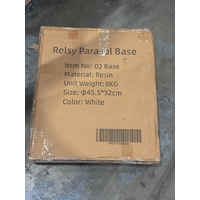 Relsy Parasol Base
Item No: 02 Base
Material: Resin
Unit Weight: 8KG
Size: Φ45.5*32cm
Color: White